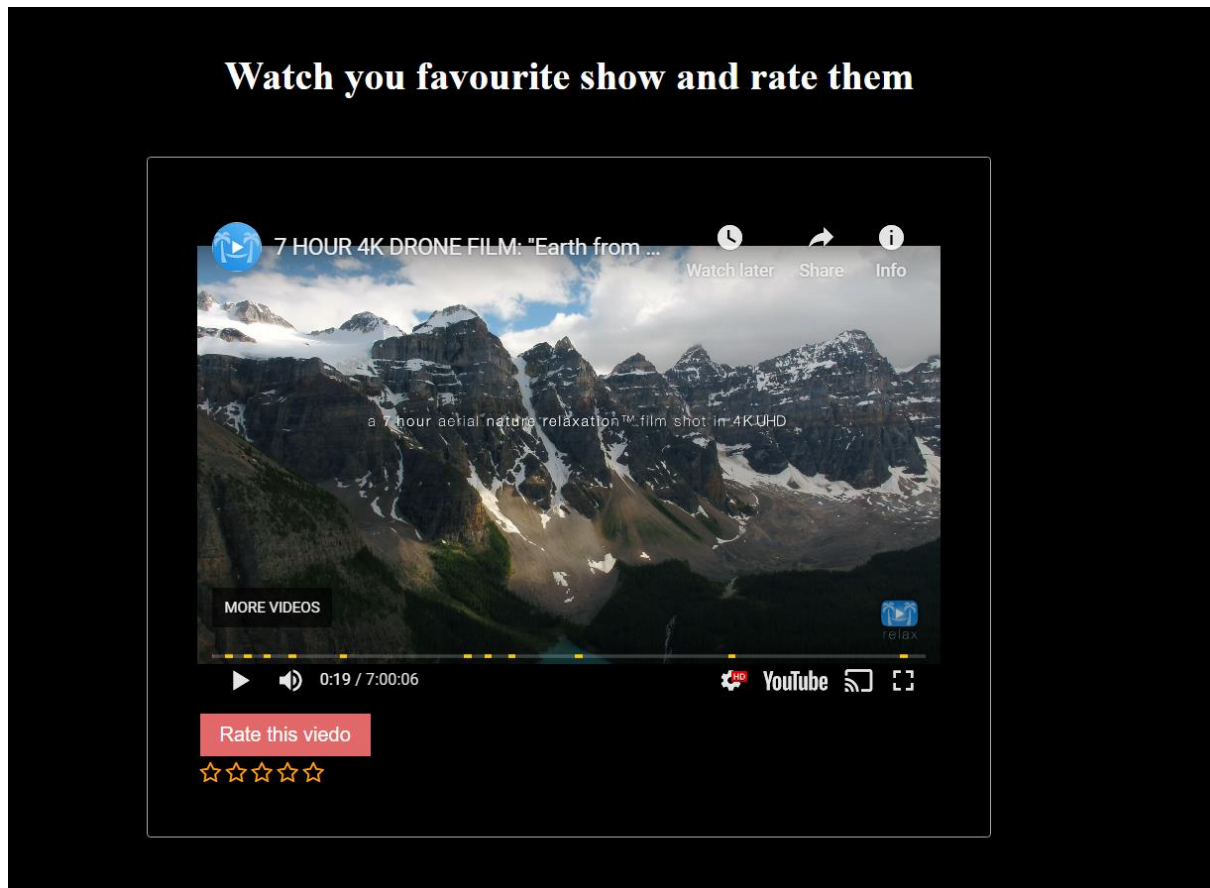 Watch you favourite show and rate them
7 HOUR 4K DRONE FILM: "Earth from ...
Watch later Share Info
a 7 hour aerial nature relaxation™ film shot in 4K UHD
MORE VIDEOS
relax
0:19 / 7:00:06 HD YouTube
Rate this viedo